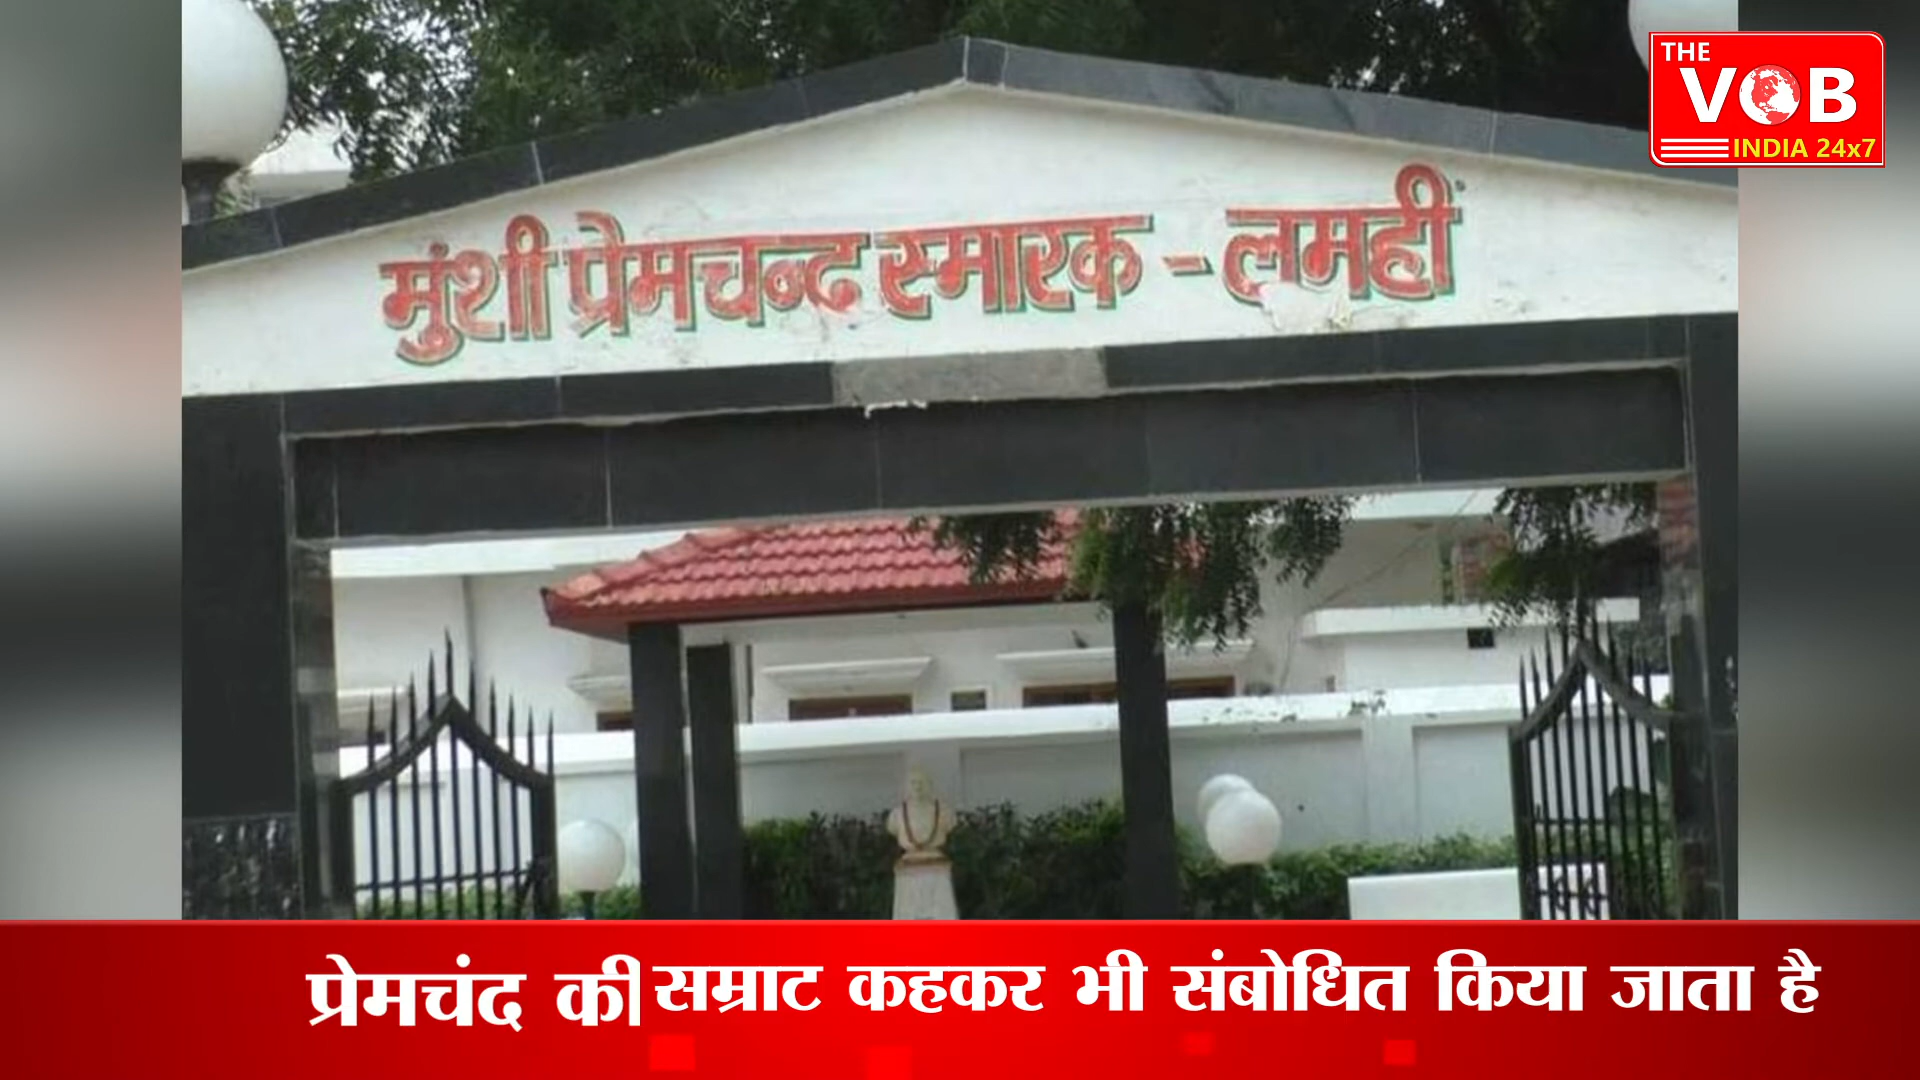 THE
VOB
INDIA 24x7
मुंशी प्रेमचन्द स्मारक - लमही
प्रेमचंद की सम्राट कहकर भी संबोधित किया जाता है